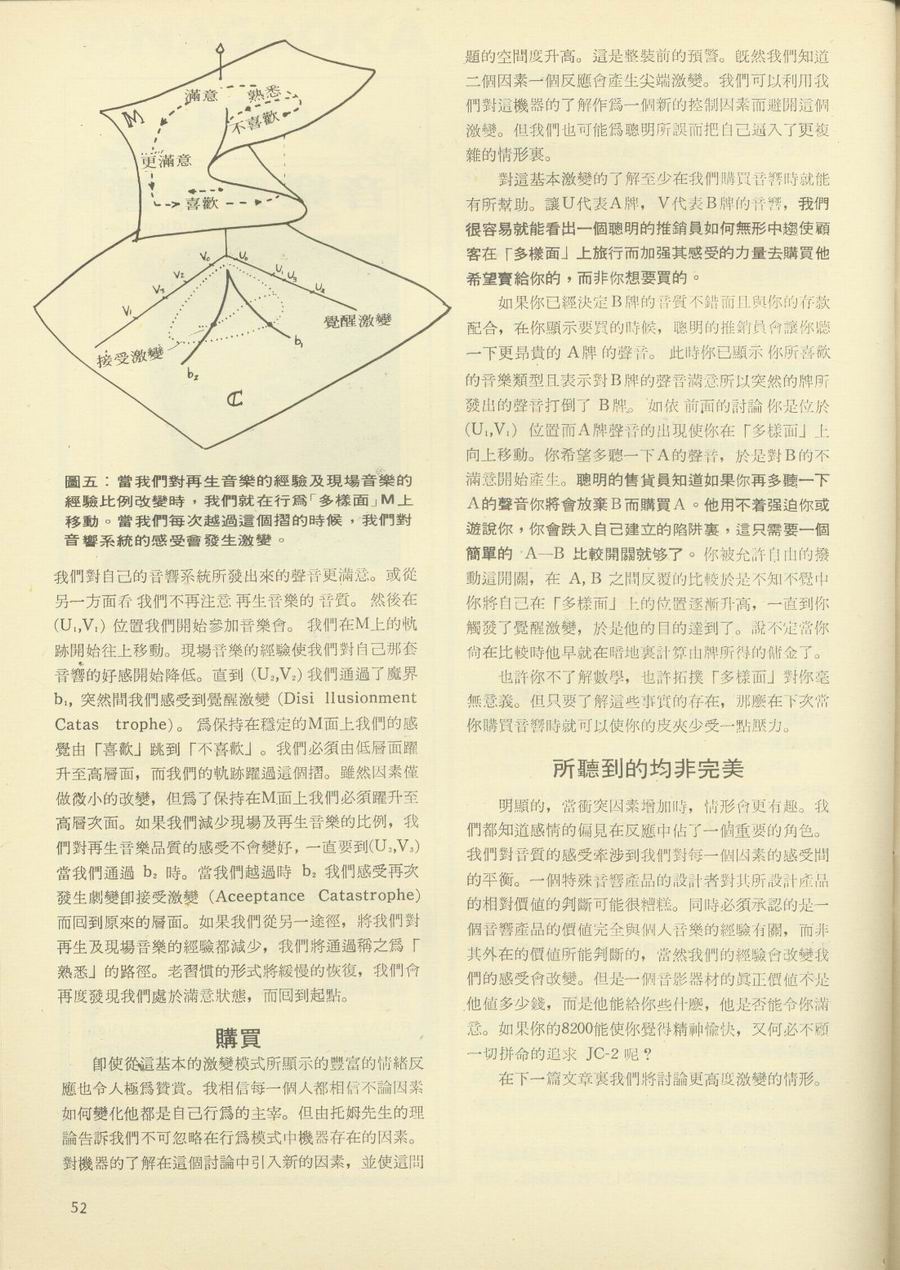 M
滿意
熟悉
不喜歡
更滿意
喜歡
V₁
V₃
V₂
V₀
U₀
U₁
U₃
U₂
覺醒激變
接受激變
b₁
b₂
ℂ
圖五：當我們對再生音樂的經驗及現場音樂的
經驗比例改變時，我們就在行爲「多樣面」M上
移動。當我們每次越過這個摺的時候，我們對
音響系統的感受會發生激變。
我們對自己的音響系統所發出來的聲音更滿意。或從
另一方面看 我們不再注意 再生音樂的 音質。 然後在
(U₁,V₁) 位置我們開始參加音樂會。 我們在M上的軌
跡開始往上移動。現場音樂的經驗使我們對自己那套
音響的好感開始降低。直到 (U₂,V₂) 我們通過了魔界
b₁, 突然間我們感受到覺醒激變 (Disi llusionment
Catas trophe)。 爲保持在穩定的M面上我們的感
覺由「喜歡」跳到「不喜歡」。我們必須由低層面躍
升至高層面，而我們的軌跡躍過這個摺。雖然因素僅
做微小的改變，但爲了保持在M面上我們必須躍升至
高層次面。如果我們減少現場及再生音樂的比例，我
們對再生音樂品質的感受不會變好，一直要到(U₃,V₃)
當我們通過 b₂ 時。當我們越過時 b₂ 我們感受再次
發生劇變卽接受激變 (Aceeptance Catastrophe)
而回到原來的層面。如果我們從另一途徑，將我們對
再生及現場音樂的經驗都減少，我們將通過稱之爲「
熟悉」的路徑。老習慣的形式將緩慢的恢復，我們會
再度發現我們處於滿意狀態，而回到起點。
購買
卽使從這基本的激變模式所顯示的豐富的情緒反
應也令人極爲贊賞。我相信每一個人都相信不論因素
如何變化他都是自己行爲的主宰。但由托姆先生的理
論告訴我們不可忽略在行爲模式中機器存在的因素。
對機器的了解在這個討論中引入新的因素，並使這問
52
題的空間度升高。這是整裝前的預警。旣然我們知道
二個因素一個反應會產生尖端激變。我們可以利用我
們對這機器的了解作爲一個新的控制因素而避開這個
激變。但我們也可能爲聰明所誤而把自己逼入了更複
雜的情形裏。
對這基本激變的了解至少在我們購買音響時就能
有所幫助。讓U代表A牌，V代表B牌的音響，我們
很容易就能看出一個聰明的推銷員如何無形中趨使顧
客在「多樣面」上旅行而加强其感受的力量去購買他
希望賣給你的，而非你想要買的。
如果你已經決定B牌的音質不錯而且與你的存款
配合，在你顯示要買的時候，聰明的推銷員會讓你聽
一下更昂貴的 A牌 的聲音。 此時你已顯示 你所喜歡
的音樂類型且表示對B牌的聲音滿意所以突然的牌所
發出的聲音打倒了 B牌。 如依 前面的討論 你是位於
(U₁,V₁) 位置而A牌聲音的出現使你在「多樣面」上
向上移動。你希望多聽一下A的聲音，於是對B的不
滿意開始產生。聰明的售貨員知道如果你再多聽一下
A的聲音你將會放棄B而購買A。他用不着强迫你或
遊說你，你會跌入自己建立的陷阱裏，這只需要一個
簡單的 A—B 比較開關就够了。你被允許自由的撥
動這開關，在 A, B 之間反覆的比較於是不知不覺中
你將自己在「多樣面」上的位置逐漸升高，一直到你
觸發了覺醒激變，於是他的目的達到了。說不定當你
尙在比較時他早就在暗地裏計算由牌所得的傭金了。
也許你不了解數學，也許拓撲「多樣面」對你毫
無意義。但只要了解這些事實的存在，那麽在下次當
你購買音響時就可以使你的皮夾少受一點壓力。
所聽到的均非完美
明顯的，當衝突因素增加時，情形會更有趣。我
們都知道感情的偏見在反應中佔了一個重要的角色。
我們對音質的感受牽涉到我們對每一個因素的感受間
的平衡。一個特殊音響產品的設計者對其所設計產品
的相對價値的判斷可能很糟糕。同時必須承認的是一
個音響產品的價値完全與個人音樂的經驗有關，而非
其外在的價値所能判斷的，當然我們的經驗會改變我
們的感受會改變。但是一個音影器材的眞正價値不是
他値多少錢，而是他能給你些什麽，他是否能令你滿
意。如果你的8200能使你覺得精神愉快，又何必不顧
一切拼命的追求 JC-2 呢？
在下一篇文章裏我們將討論更高度激變的情形。